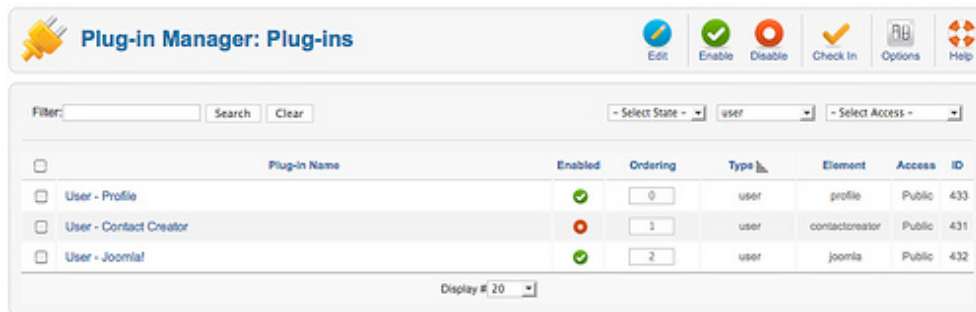 Plug-in Manager: Plug-ins
Edit Enable Disable Check In Options Help
Filter: Search Clear - Select State - user - Select Access -
Plug-in Name Enabled Ordering Type Element Access ID
User - Profile 0 user profile Public 433
User - Contact Creator 1 user contactcreator Public 431
User - Joomla! 2 user joomla Public 432
Display # 20